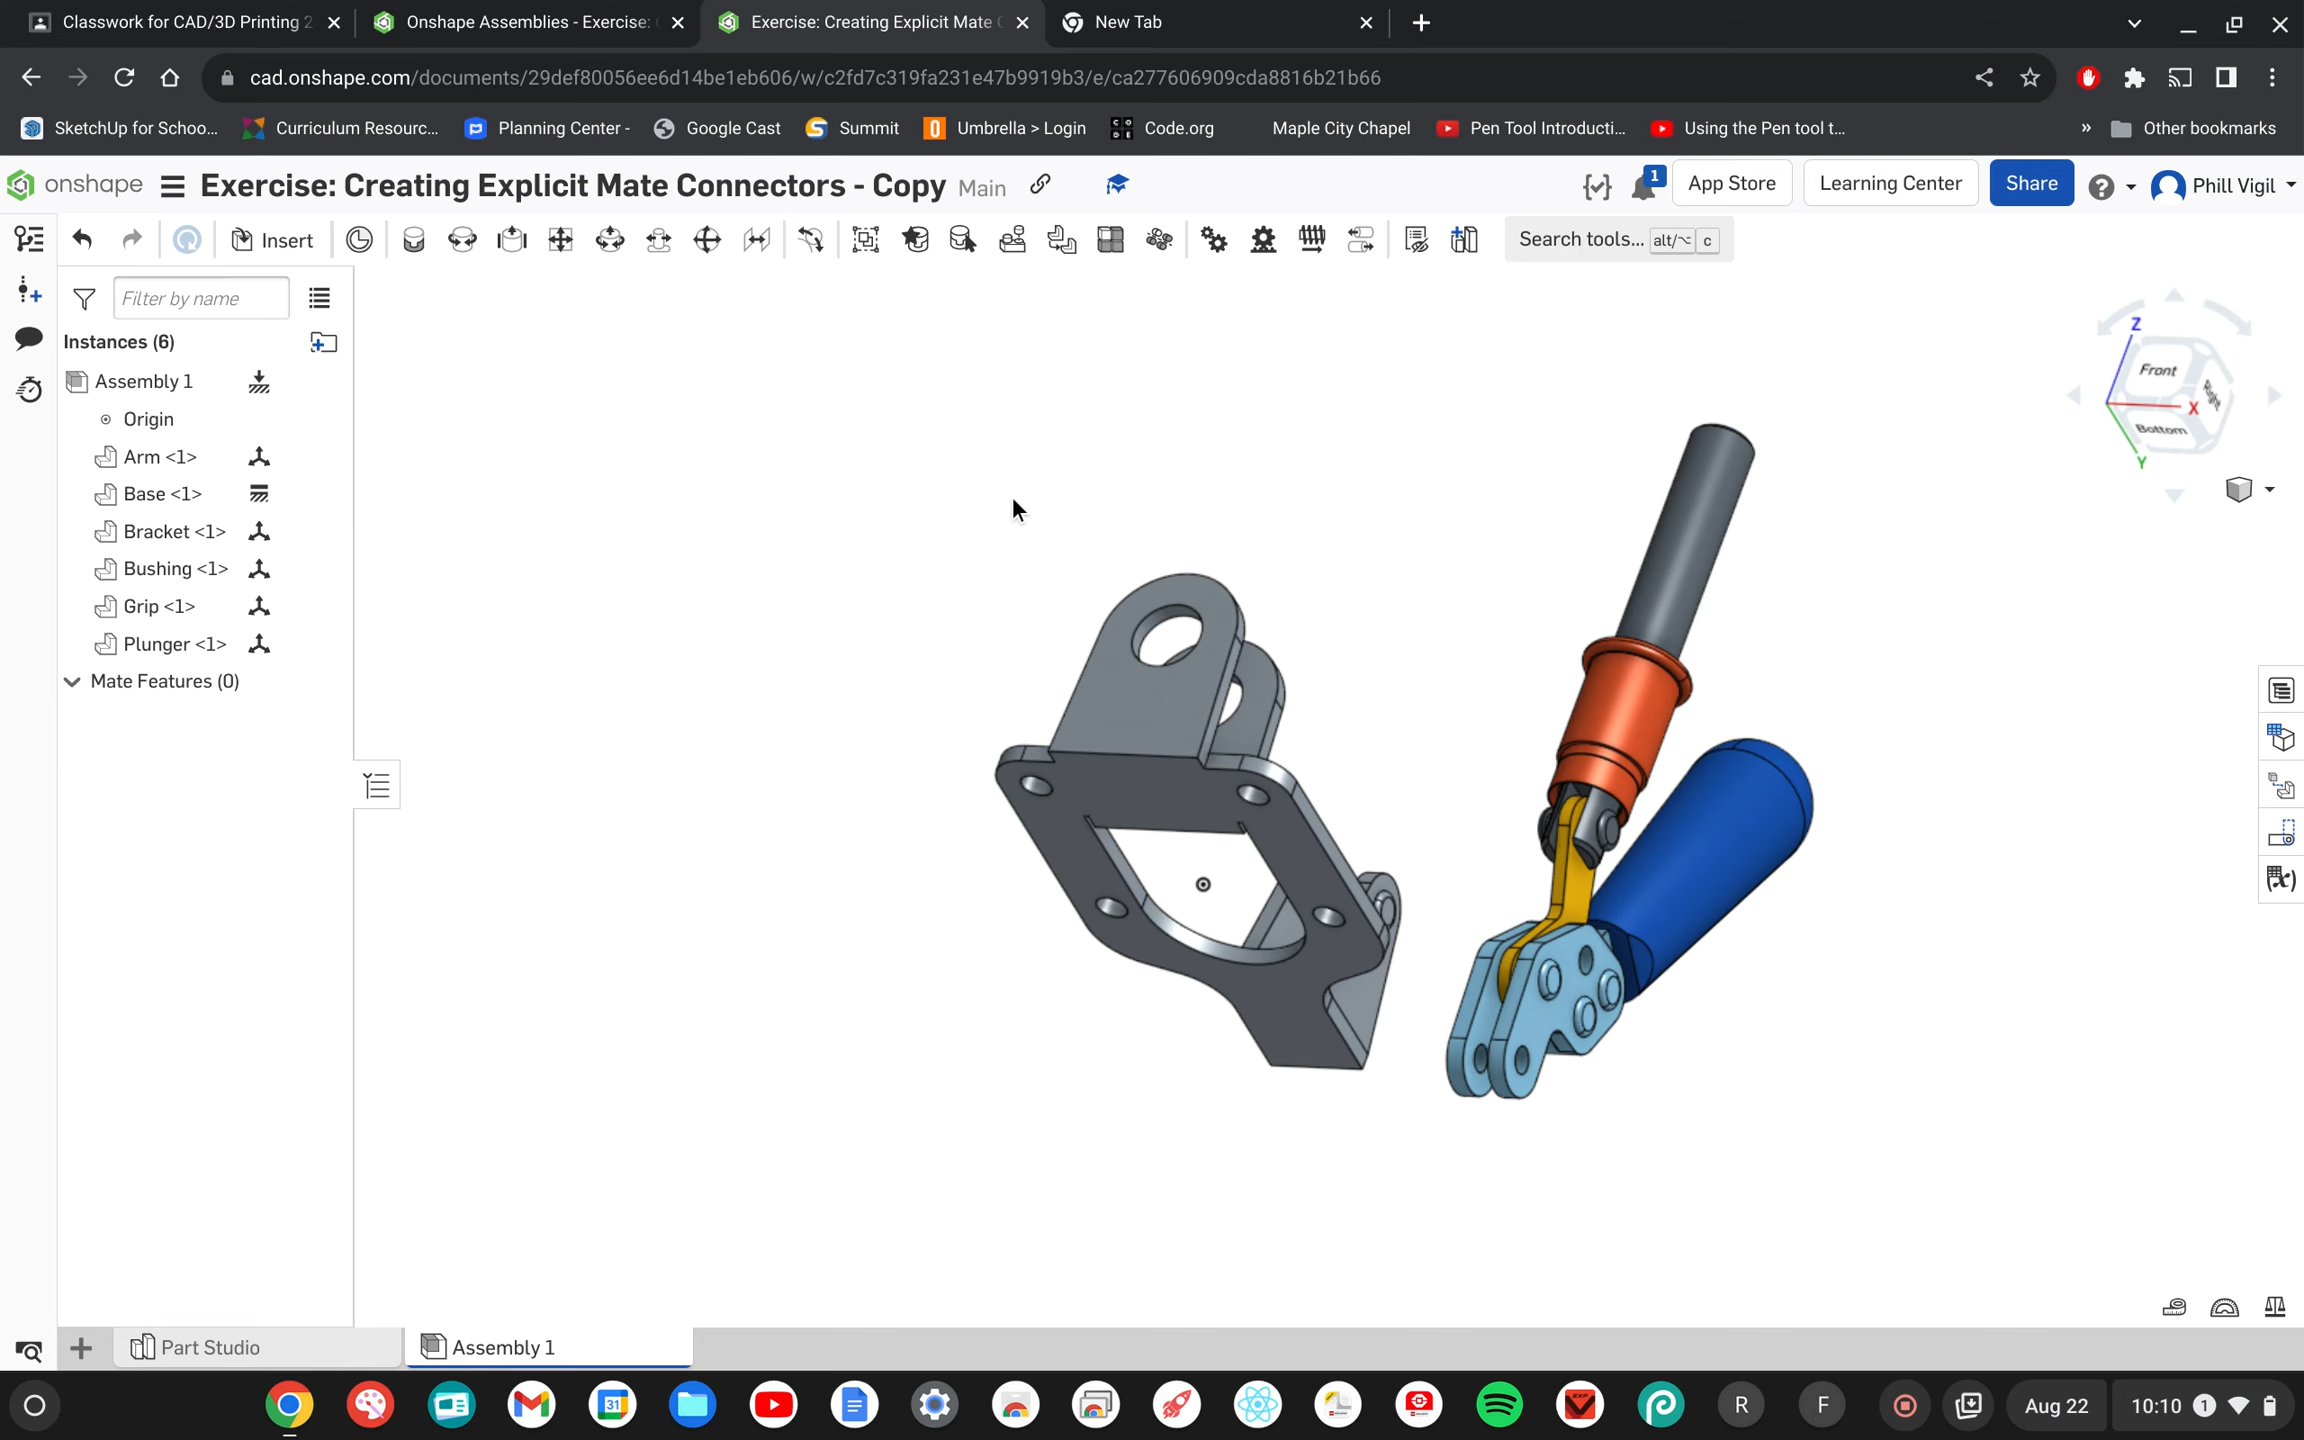 Classwork for CAD/3D Printing 2
Onshape Assemblies - Exercise: 
Exercise: Creating Explicit Mate C
New Tab
cad.onshape.com/documents/29def80056ee6d14be1eb606/w/c2fd7c319fa231e47b9919b3/e/ca277606909cda8816b21b66
SketchUp for Schoo...
Curriculum Resourc...
Planning Center -
Google Cast
Summit
Umbrella > Login
Code.org
Maple City Chapel
Pen Tool Introducti...
Using the Pen tool t...
»
Other bookmarks
onshape
Exercise: Creating Explicit Mate Connectors - Copy
Main
1
App Store
Learning Center
Share
Phill Vigil
Insert
Search tools... alt/⌥ c
Filter by name
Instances (6)
Assembly 1
Origin
Arm <1>
Base <1>
Bracket <1>
Bushing <1>
Grip <1>
Plunger <1>
Mate Features (0)
Z
Front
Right
X
Bottom
Y
(x)
Part Studio
Assembly 1
31
R
F
Aug 22
10:10
1